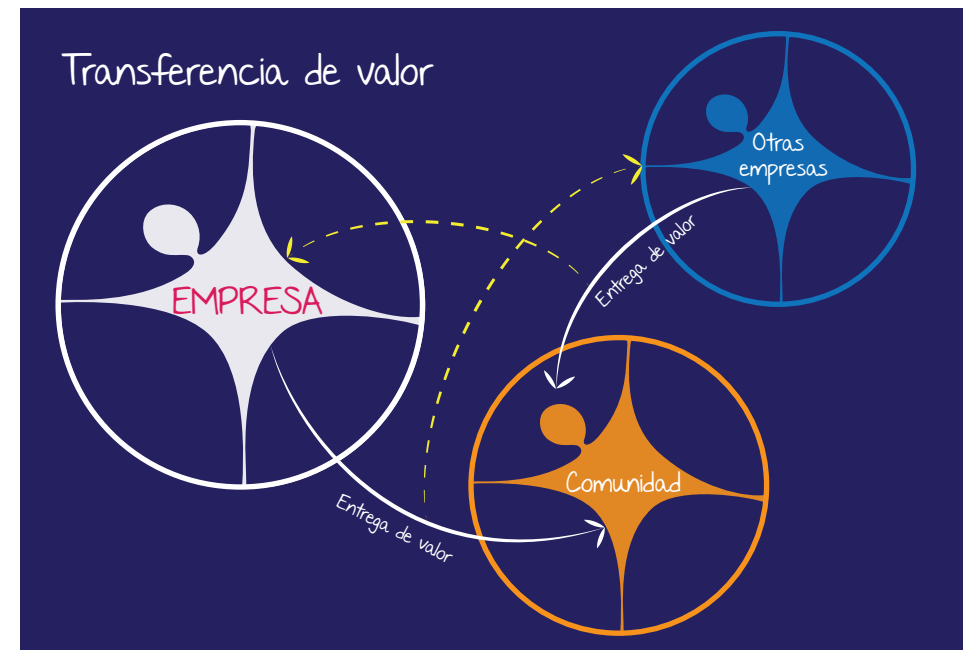 Transferencia de valor
Otras
empresas
Entrega de valor
EMPRESA
Comunidad
Entrega de valor